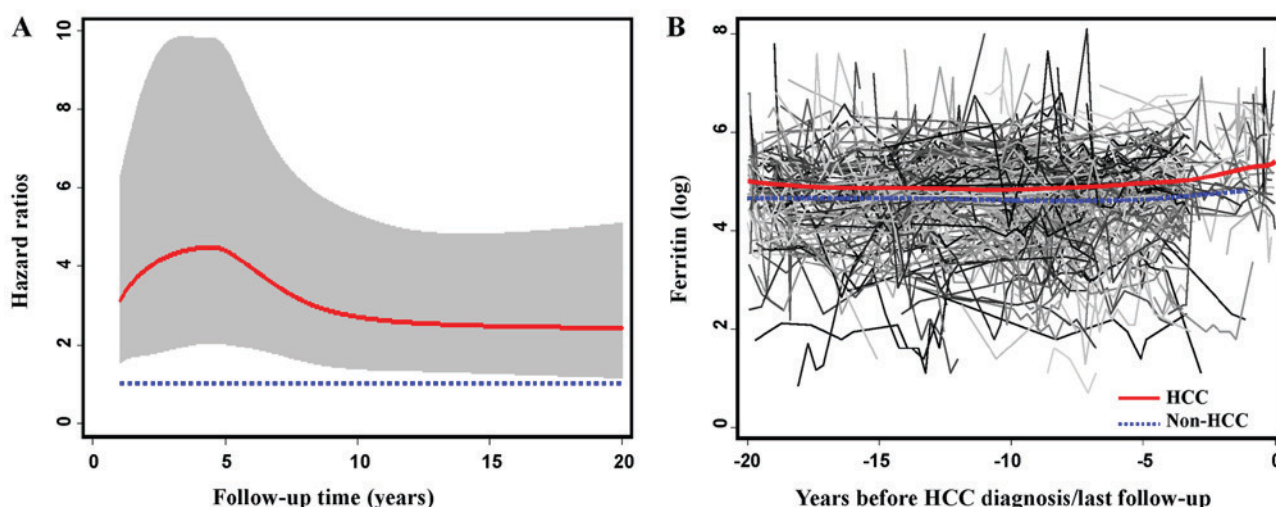 A
Hazard ratios
10
8
6
4
2
0
0 5 10 15 20
Follow-up time (years)
B
Ferritin (log)
8
6
4
2
0
HCC
Non-HCC
-20 -15 -10 -5 0
Years before HCC diagnosis/last follow-up